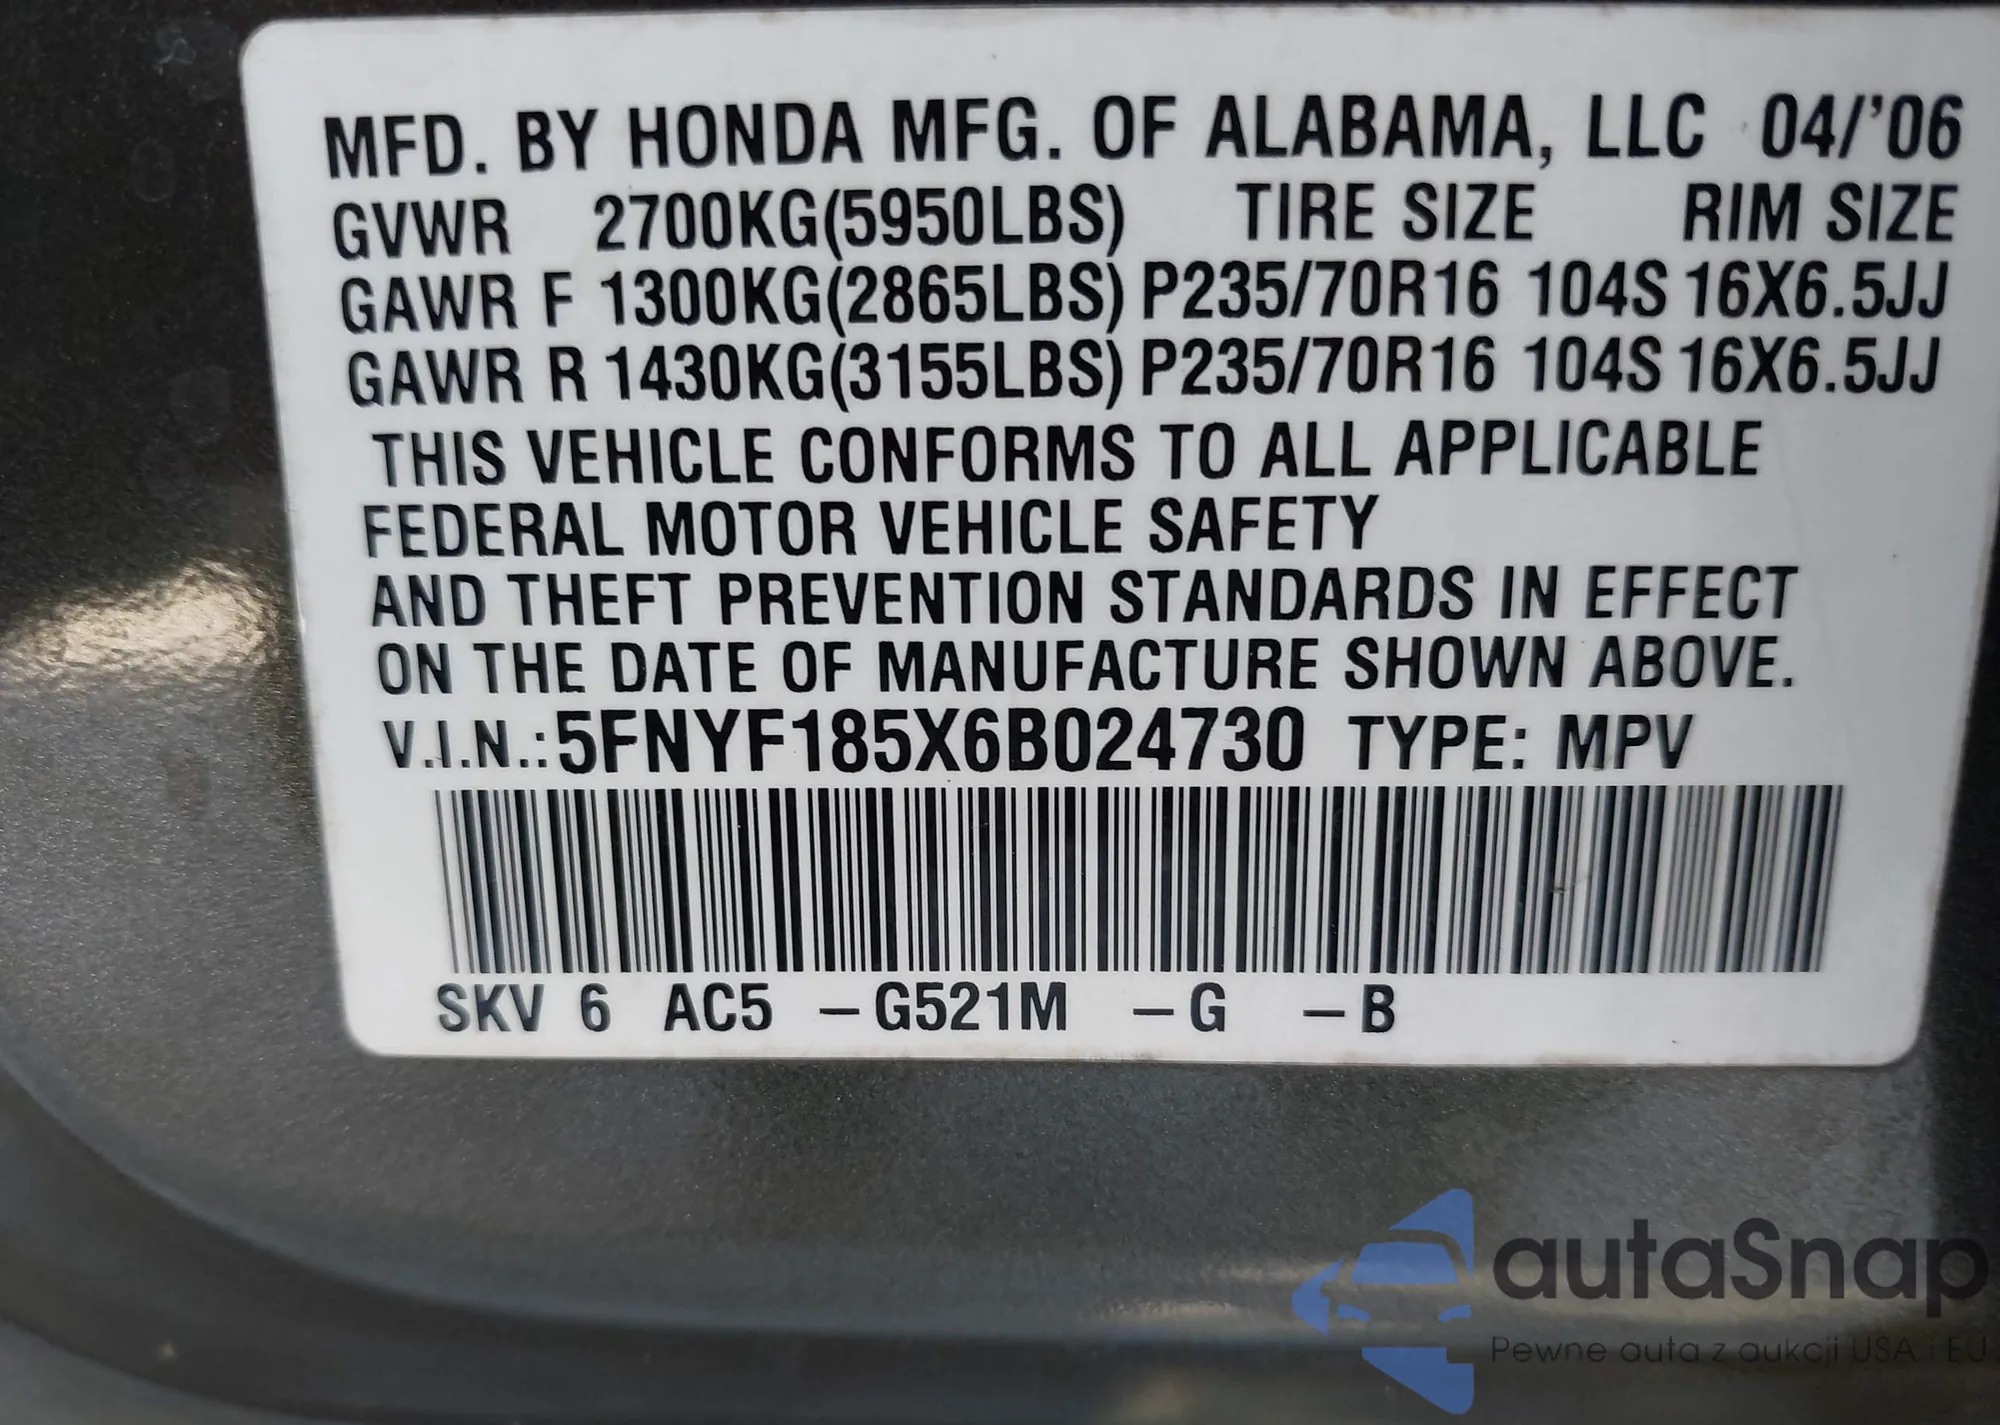 MFD. BY HONDA MFG. OF ALABAMA, LLC 04/'06
GVWR 2700KG(5950LBS) TIRE SIZE RIM SIZE
GAWR F 1300KG(2865LBS) P235/70R16 104S 16X6.5JJ
GAWR R 1430KG(3155LBS) P235/70R16 104S 16X6.5JJ
THIS VEHICLE CONFORMS TO ALL APPLICABLE
FEDERAL MOTOR VEHICLE SAFETY
AND THEFT PREVENTION STANDARDS IN EFFECT
ON THE DATE OF MANUFACTURE SHOWN ABOVE.
V.I.N.: 5FNYF185X6B024730 TYPE: MPV
SKV 6 AC5 –G521M –G –B
autaSnap
Pewne auta z aukcji USA i EU